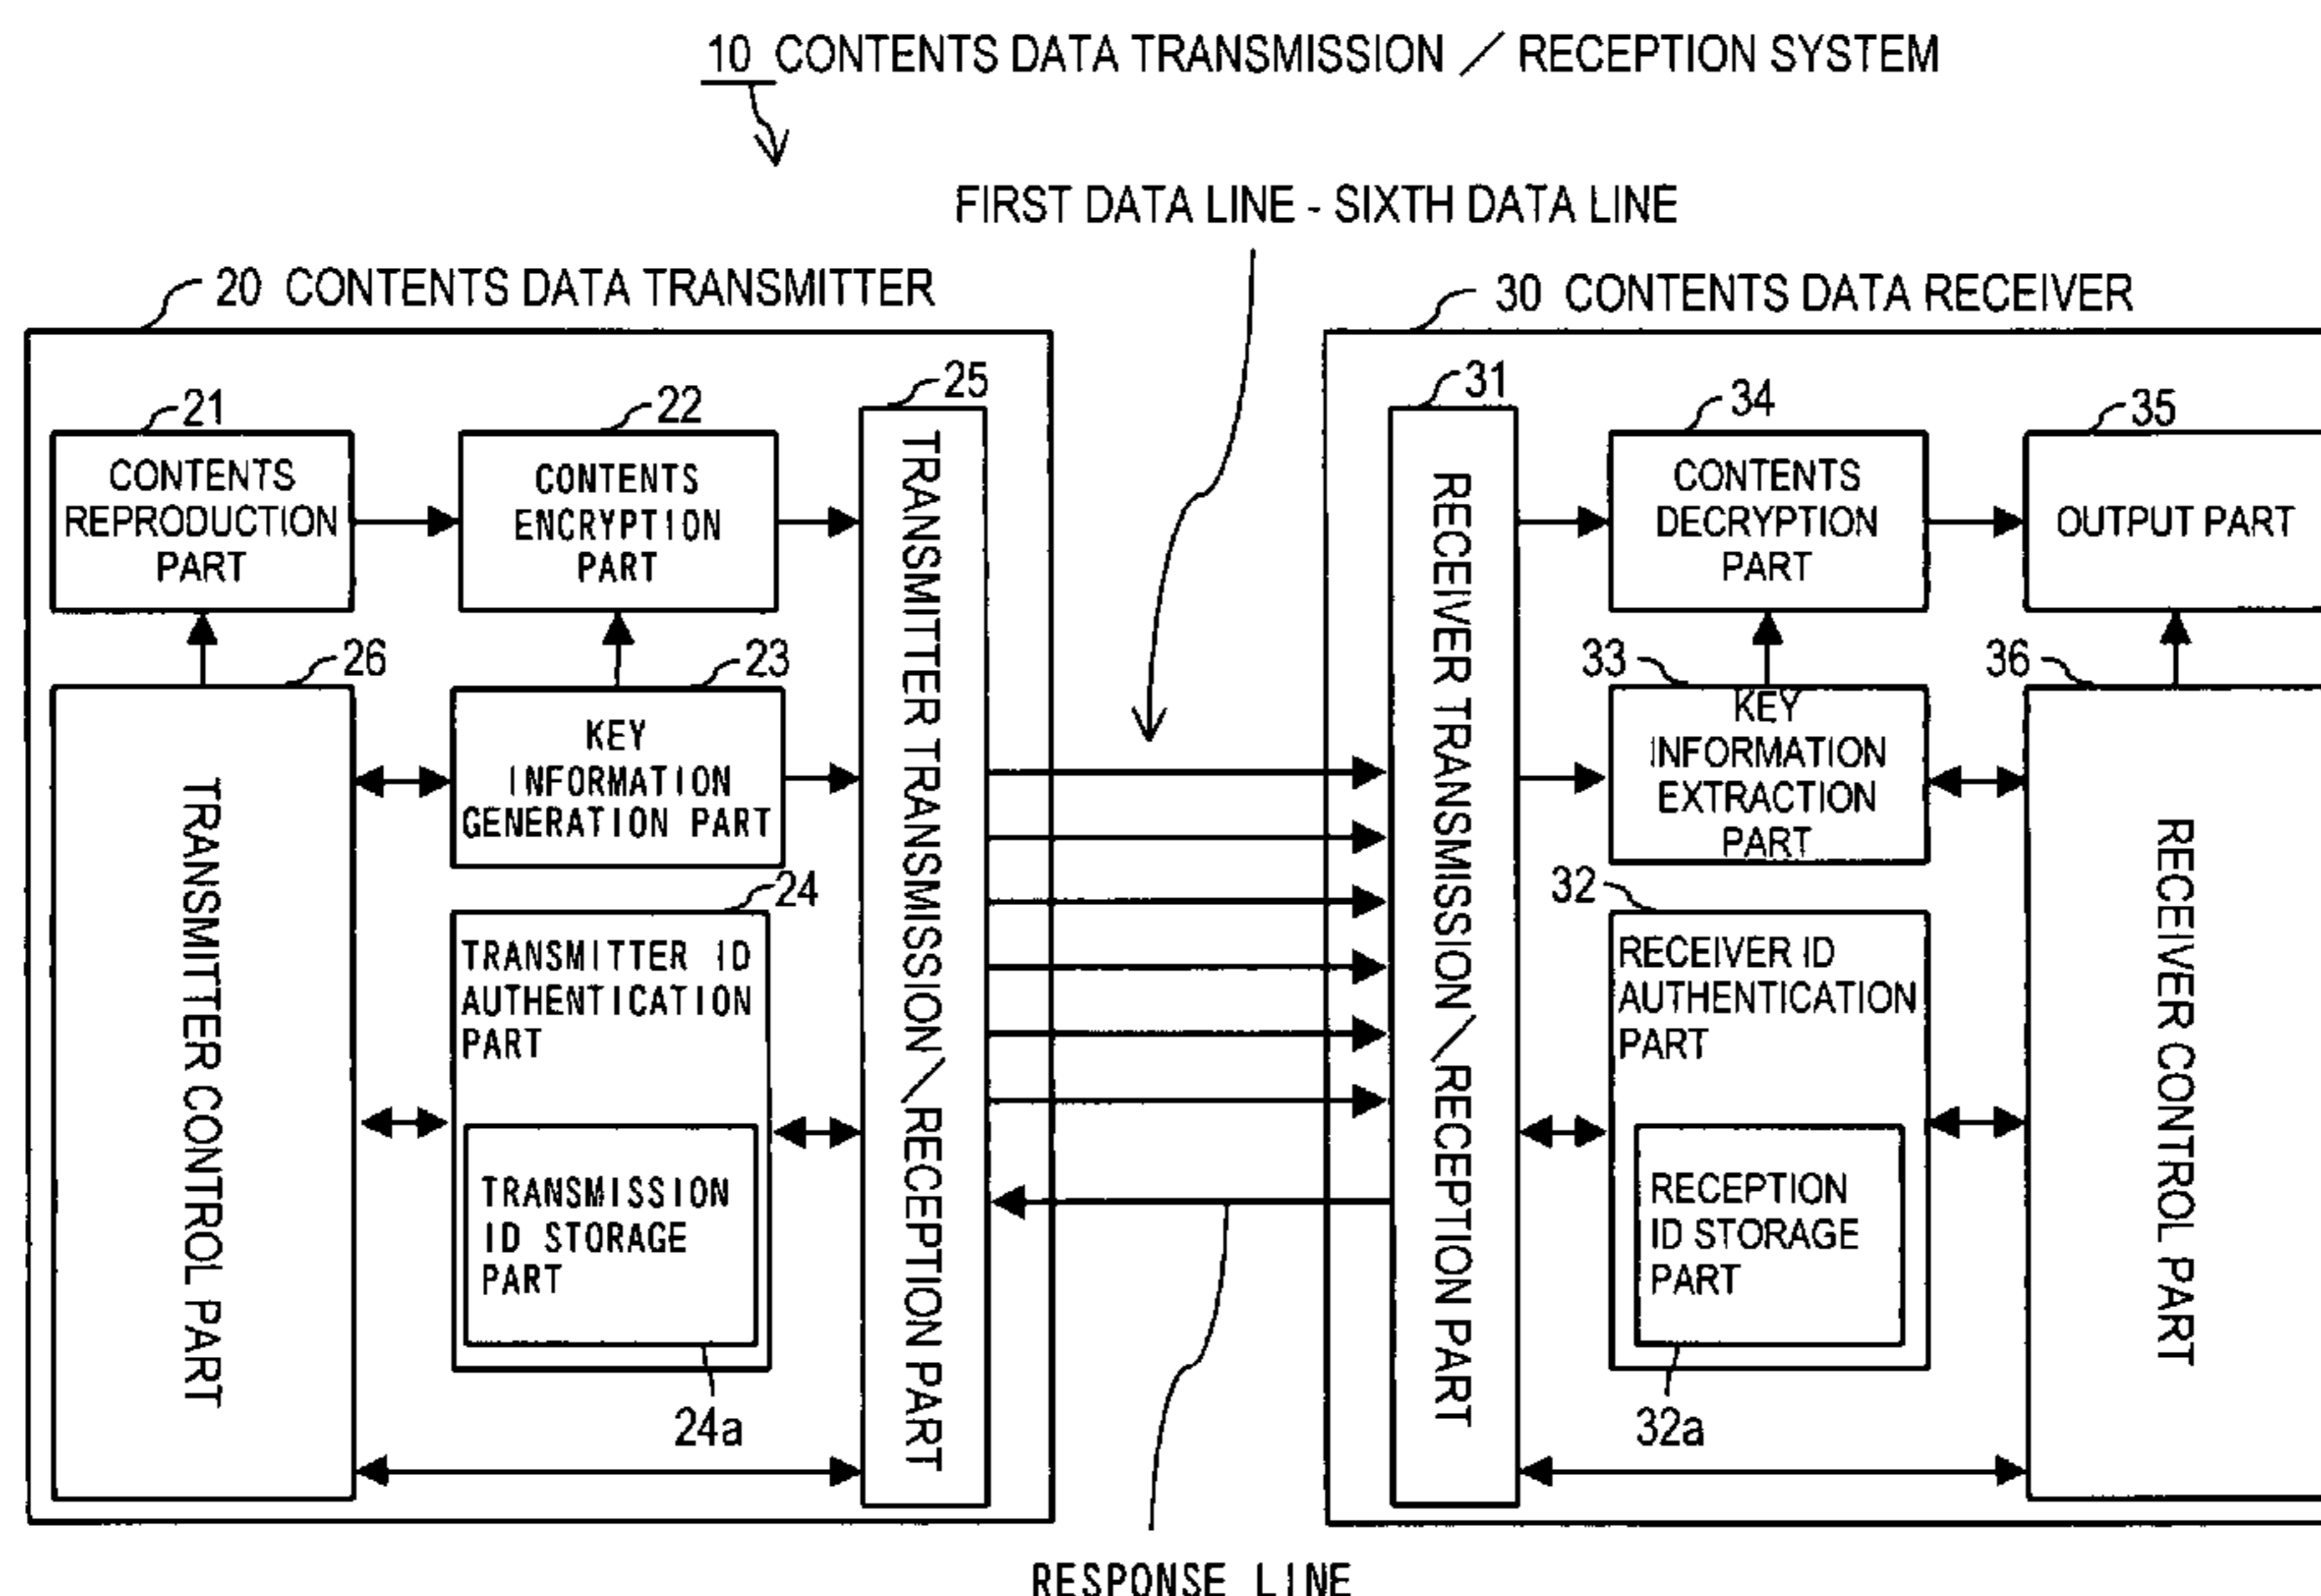 10 CONTENTS DATA TRANSMISSION ／ RECEPTION SYSTEM
FIRST DATA LINE - SIXTH DATA LINE
20 CONTENTS DATA TRANSMITTER
21
CONTENTS
REPRODUCTION
PART
22
CONTENTS
ENCRYPTION
PART
25
TRANSMITTER TRANSMISSION／RECEPTION PART
26
TRANSMITTER CONTROL PART
23
KEY
INFORMATION
GENERATION PART
24
TRANSMITTER ID
AUTHENTICATION
PART
TRANSMISSION
ID STORAGE
PART
24a
30 CONTENTS DATA RECEIVER
31
RECEIVER TRANSMISSION／RECEPTION PART
34
CONTENTS
DECRYPTION
PART
35
OUTPUT PART
33
KEY
INFORMATION
EXTRACTION
PART
36
RECEIVER CONTROL PART
32
RECEIVER ID
AUTHENTICATION
PART
RECEPTION
ID STORAGE
PART
32a
RESPONSE LINE